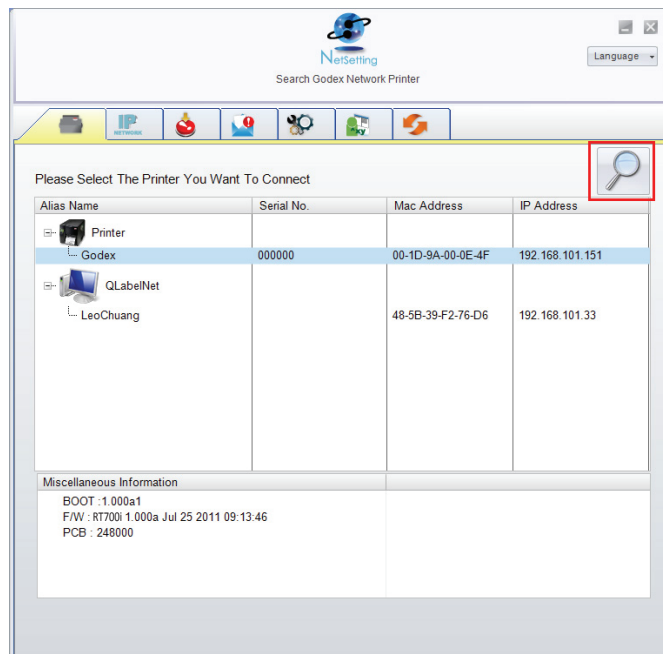 NetSetting
Language
Search Godex Network Printer
IP
NETWORK
Please Select The Printer You Want To Connect
Alias Name Serial No. Mac Address IP Address
Printer
Godex 000000 00-1D-9A-00-0E-4F 192.168.101.151
QLabelNet
LeoChuang 48-5B-39-F2-76-D6 192.168.101.33
Miscellaneous Information
BOOT :1.000a1
F/W : RT700i 1.000a Jul 25 2011 09:13:46
PCB : 248000